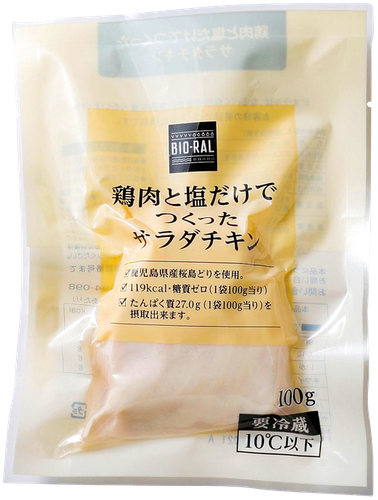 BIO-RAL
鶏肉と塩だけで
つくった
サラダチキン
鹿児島県産桜島どりを使用。
119kcal・糖質ゼロ(1袋100g当り)
たんぱく質27.0g(1袋100g当り)を
摂取出来ます。
100g
要冷蔵
10℃以下